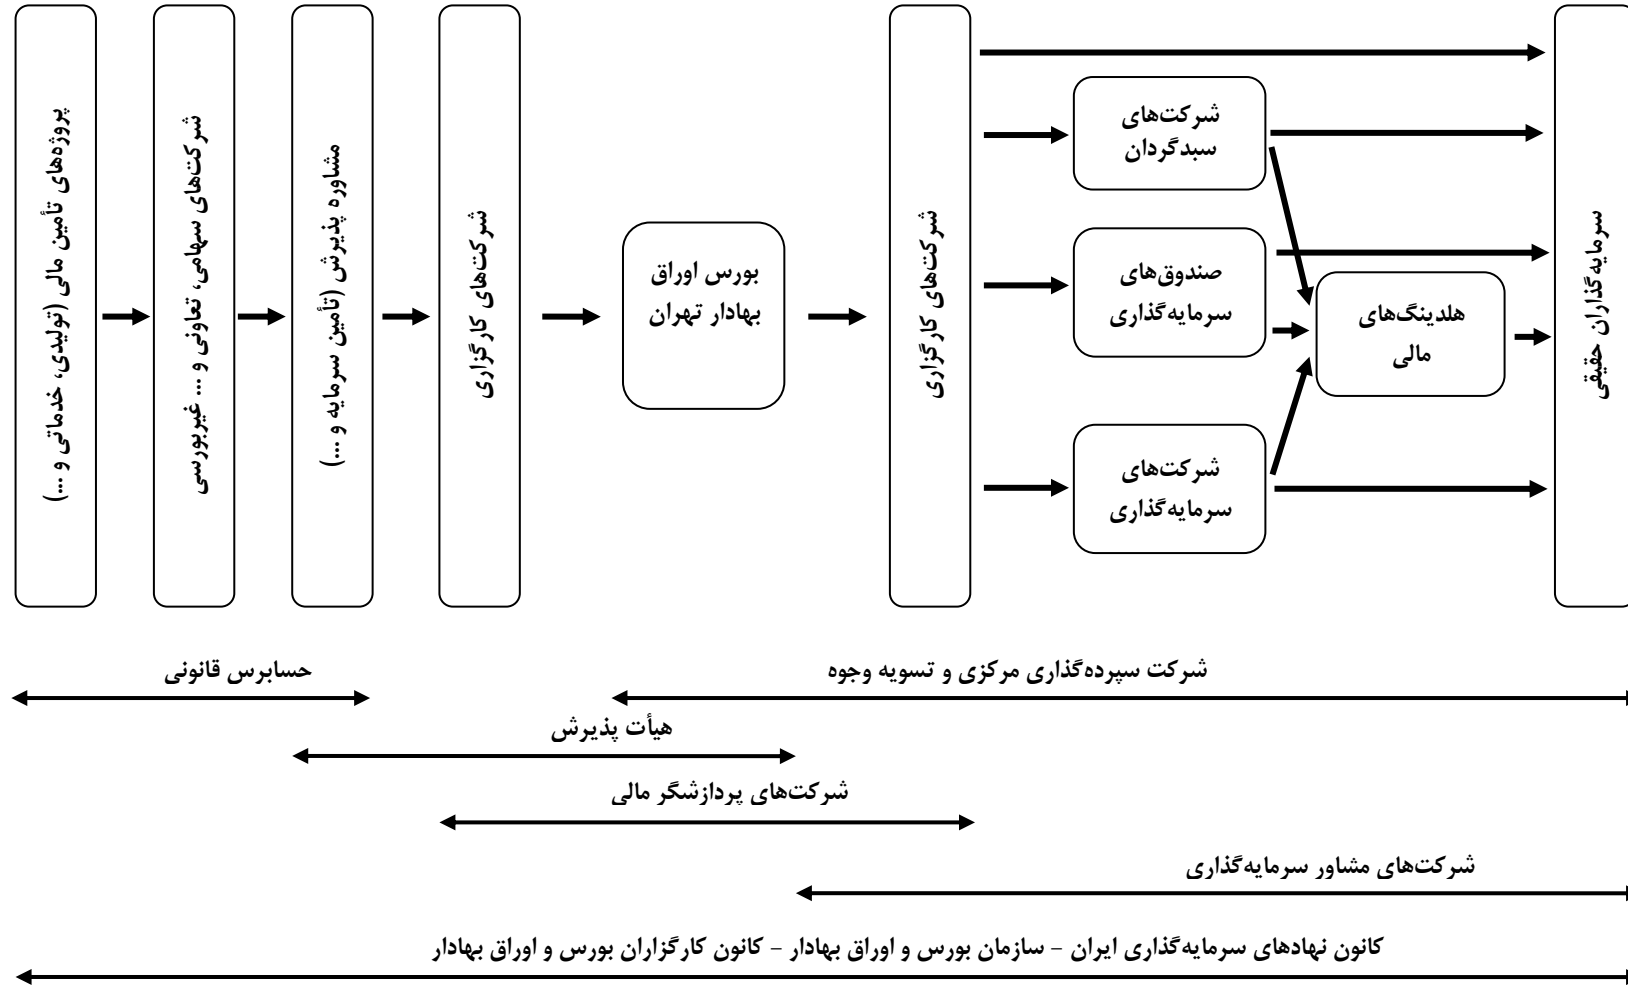 پروژه‌های تأمین مالی (تولیدی، خدماتی و ...)
شرکت‌های سهامی، تعاونی و ... غیربورسی
مشاوره پذیرش (تأمین سرمایه و ...)
شرکت‌های کارگزاری
بورس اوراق
بهادار تهران
شرکت‌های کارگزاری
شرکت‌های
سبدگردان
صندوق‌های
سرمایه‌گذاری
شرکت‌های
سرمایه‌گذاری
هلدینگ‌های
مالی
سرمایه‌گذاران حقیقی
حسابرس قانونی
شرکت سپرده‌گذاری مرکزی و تسویه وجوه
هیأت پذیرش
شرکت‌های پردازشگر مالی
شرکت‌های مشاور سرمایه‌گذاری
کانون نهادهای سرمایه‌گذاری ایران - سازمان بورس و اوراق بهادار - کانون کارگزاران بورس و اوراق بهادار